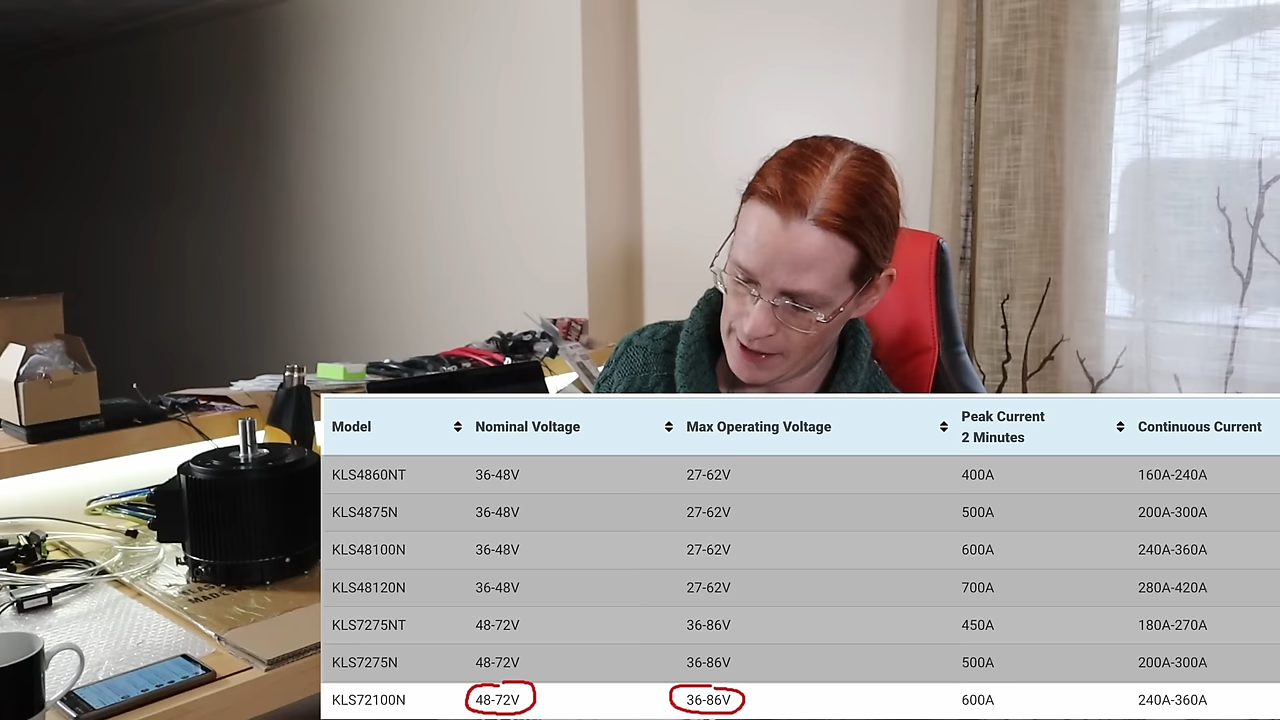 Model Nominal Voltage Max Operating Voltage Peak Current 2 Minutes Continuous Current
KLS4860NT 36-48V 27-62V 400A 160A-240A
KLS4875N 36-48V 27-62V 500A 200A-300A
KLS48100N 36-48V 27-62V 600A 240A-360A
KLS48120N 36-48V 27-62V 700A 280A-420A
KLS7275NT 48-72V 36-86V 450A 180A-270A
KLS7275N 48-72V 36-86V 500A 200A-300A
KLS72100N 48-72V 36-86V 600A 240A-360A